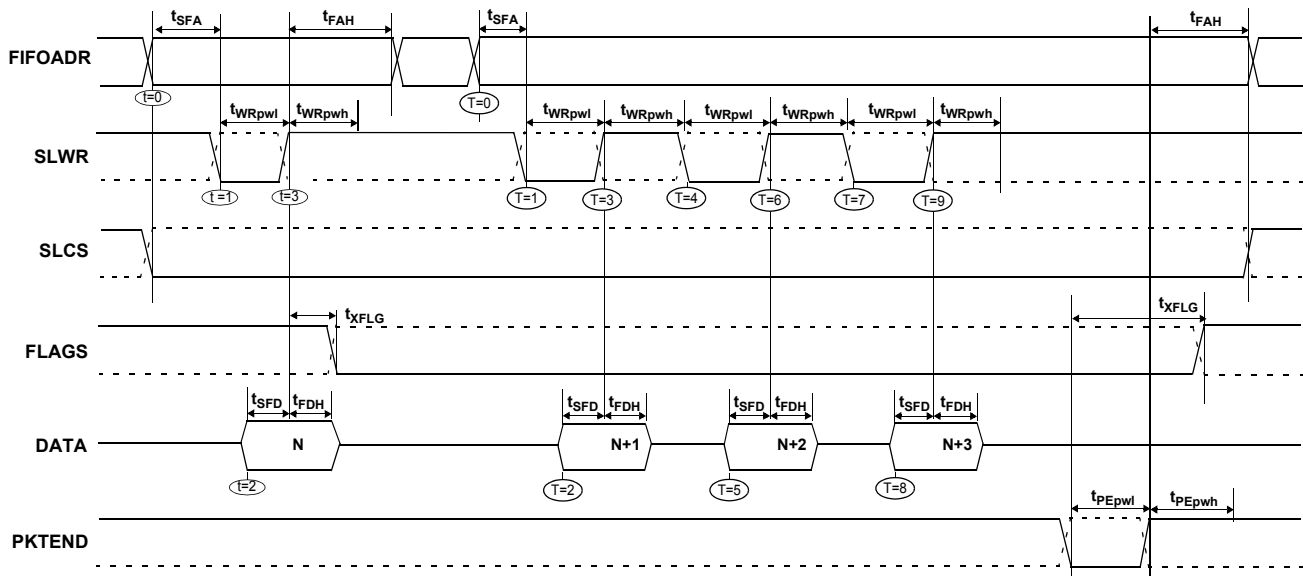 tSFA tFAH tSFA tFAH
FIFOADR
t=0 T=0
tWRpwl tWRpwh tWRpwl tWRpwh tWRpwl tWRpwh tWRpwl tWRpwh
SLWR
t =1 t=3 T=1 T=3 T=4 T=6 T=7 T=9
SLCS
tXFLG tXFLG
FLAGS
tSFD tFDH tSFD tFDH tSFD tFDH tSFD tFDH
DATA N N+1 N+2 N+3
t=2 T=2 T=5 T=8
tPEpwl tPEpwh
PKTEND